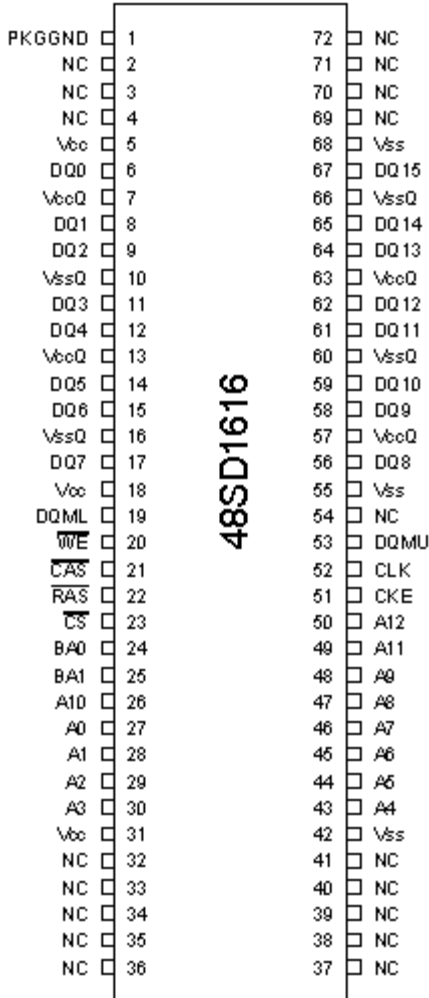 PKGGND 1 72 NC
NC 2 71 NC
NC 3 70 NC
NC 4 69 NC
Vcc 5 68 Vss
DQ0 6 67 DQ15
VccQ 7 66 VssQ
DQ1 8 65 DQ14
DQ2 9 64 DQ13
VssQ 10 63 VccQ
DQ3 11 62 DQ12
DQ4 12 61 DQ11
VccQ 13 60 VssQ
DQ5 14 59 DQ10
DQ6 15 58 DQ9
VssQ 16 57 VccQ
DQ7 17 56 DQ8
Vcc 18 55 Vss
DQML 19 54 NC
W̅E̅ 20 53 DQMU
C̅A̅S̅ 21 52 CLK
R̅A̅S̅ 22 51 CKE
C̅S̅ 23 50 A12
BA0 24 49 A11
BA1 25 48 A9
A10 26 47 A8
A0 27 46 A7
A1 28 45 A6
A2 29 44 A5
A3 30 43 A4
Vcc 31 42 Vss
NC 32 41 NC
NC 33 40 NC
NC 34 39 NC
NC 35 38 NC
NC 36 37 NC
48SD1616